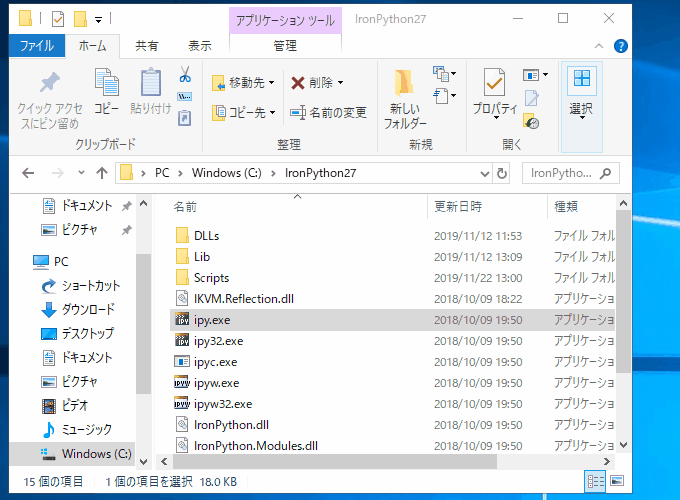 アプリケーション ツール
IronPython27
ファイル ホーム 共有 表示 管理
クイック アクセスにピン留め
コピー
貼り付け
移動先
コピー先
削除
名前の変更
新しいフォルダー
プロパティ
選択
クリップボード 整理 新規 開く
PC Windows (C:) IronPython27
IronPytho...
ドキュメント
ピクチャ
PC
ショートカット
ダウンロード
デスクトップ
ドキュメント
ピクチャ
ビデオ
ミュージック
Windows (C:)
名前 更新日時 種類
DLLs 2019/11/12 11:53 ファイル フォル
Lib 2019/11/12 13:09 ファイル フォル
Scripts 2019/11/22 13:00 ファイル フォル
IKVM.Reflection.dll 2018/10/09 18:22 アプリケーショ
ipy.exe 2018/10/09 19:50 アプリケーショ
ipy32.exe 2018/10/09 19:50 アプリケーショ
ipyc.exe 2018/10/09 19:50 アプリケーショ
ipyw.exe 2018/10/09 19:50 アプリケーショ
ipyw32.exe 2018/10/09 19:50 アプリケーショ
IronPython.dll 2018/10/09 19:50 アプリケーショ
IronPython.Modules.dll 2018/10/09 19:50 アプリケーショ
15 個の項目 1 個の項目を選択 18.0 KB